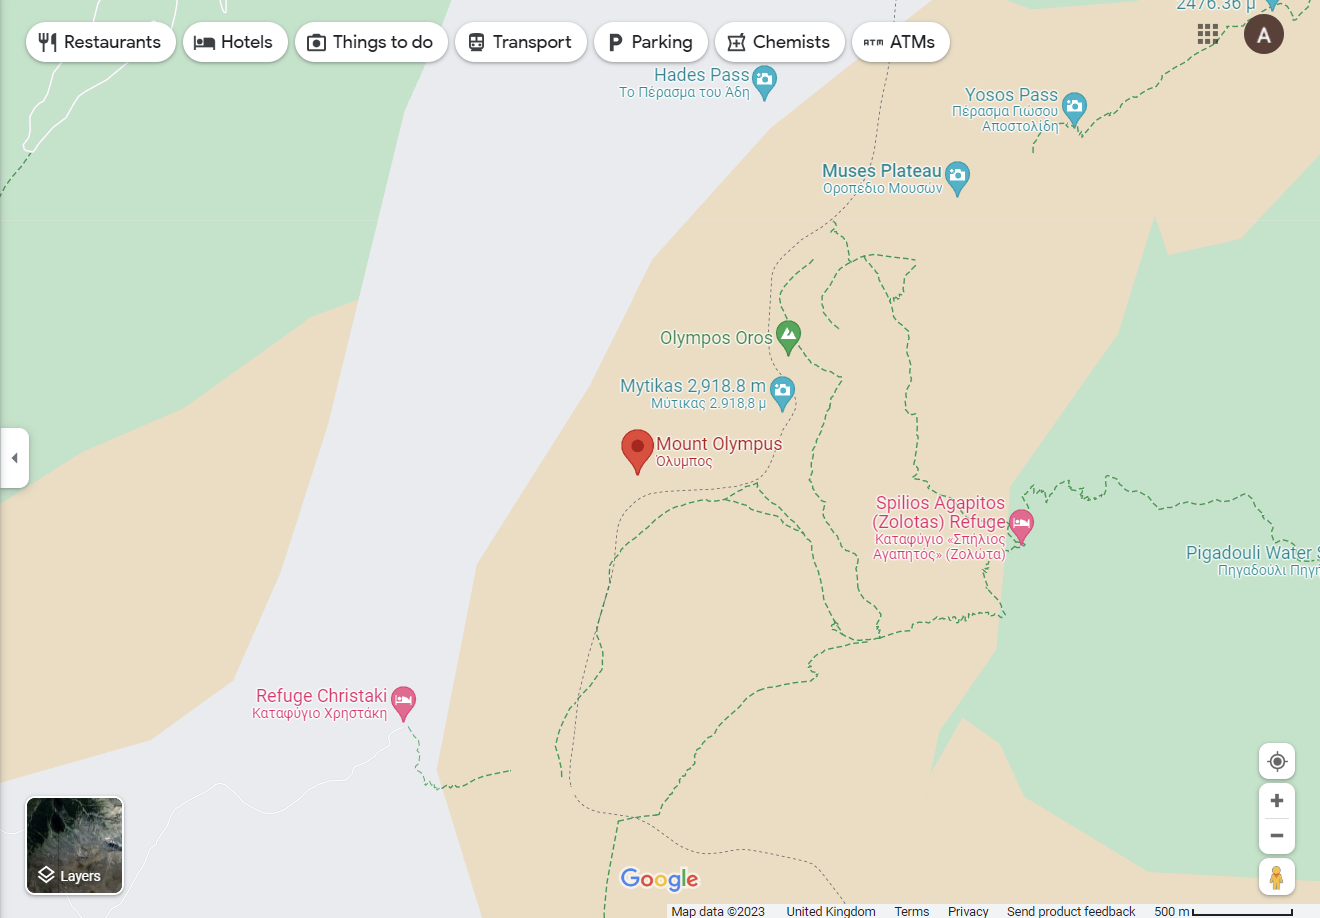 2476.36 μ
Restaurants
Hotels
Things to do
Transport
Parking
Chemists
ATM ATMs
A
Hades Pass
Το Πέρασμα του Άδη
Yosos Pass
Πέρασμα Γιώσου
Αποστολίδη
Muses Plateau
Οροπέδιο Μουσών
Olympos Oros
Mytikas 2,918.8 m
Μύτικας 2.918,8 μ
Mount Olympus
Όλυμπος
Spilios Agapitos
(Zolotas) Refuge
Καταφύγιο «Σπήλιος
Αγαπητός» (Ζολώτα)
Pigadouli Water S
Πηγαδούλι Πηγή
Refuge Christaki
Καταφύγιο Χρηστάκη
Layers
Google
Map data ©2023 United Kingdom Terms Privacy Send product feedback 500 m